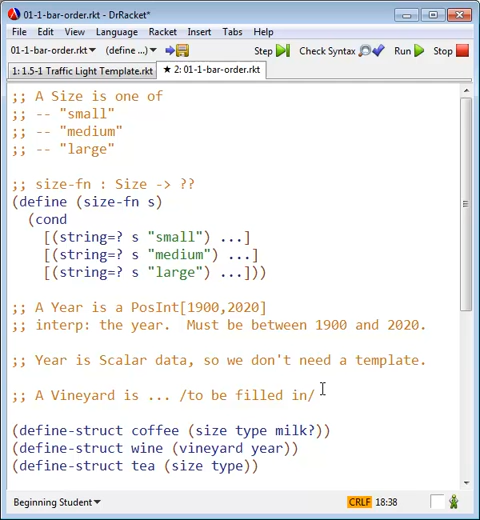 01-1-bar-order.rkt - DrRacket*
File Edit View Language Racket Insert Tabs Help
01-1-bar-order.rkt (define ...) Step Check Syntax Run Stop
1: 1.5-1 Traffic Light Template.rkt ★ 2: 01-1-bar-order.rkt
;; A Size is one of
;; -- "small"
;; -- "medium"
;; -- "large"
;; size-fn : Size -> ??
(define (size-fn s)
(cond
[(string=? s "small") ...]
[(string=? s "medium") ...]
[(string=? s "large") ...]))
;; A Year is a PosInt[1900,2020]
;; interp: the year.  Must be between 1900 and 2020.
;; Year is Scalar data, so we don't need a template.
;; A Vineyard is ... /to be filled in/
(define-struct coffee (size type milk?))
(define-struct wine (vineyard year))
(define-struct tea (size type))
Beginning Student CRLF 18:38